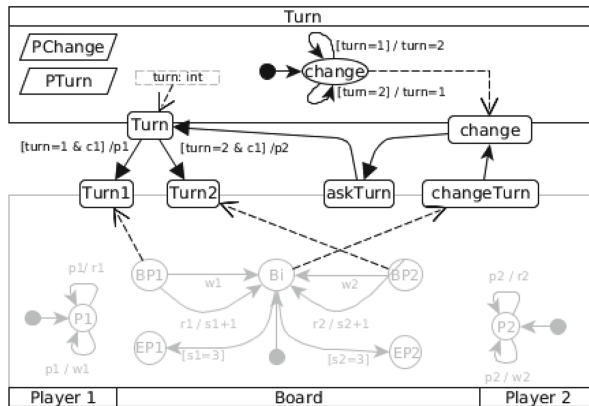 Turn
PChange
PTurn
turn: int
[turn=1] / turn=2
change
[turn=2] / turn=1
Turn
change
[turn=1 & c1] /p1
[turn=2 & c1] /p2
Turn1
Turn2
askTurn
changeTurn
p1/ r1
P1
p1 / w1
BP1
w1
Bi
w2
BP2
r1 / s1+1
r2 / s2+1
EP1
[s1=3]
[s2=3]
EP2
p2 / r2
P2
p2 / w2
Player 1
Board
Player 2